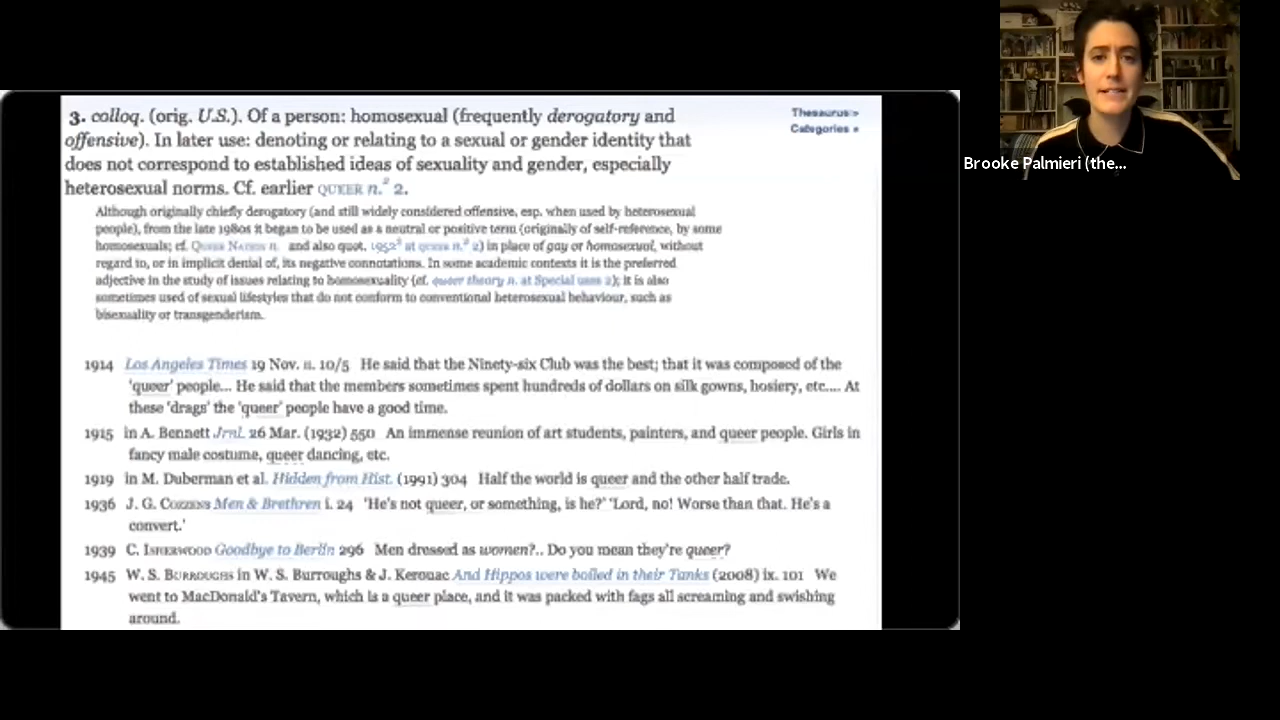 3. colloq. (orig. U.S.). Of a person: homosexual (frequently derogatory and
offensive). In later use: denoting or relating to a sexual or gender identity that
does not correspond to established ideas of sexuality and gender, especially
heterosexual norms. Cf. earlier QUEER n.² 2.
Thesaurus »
Categories »
Although originally chiefly derogatory (and still widely considered offensive, esp. when used by heterosexual
people), from the late 1980s it began to be used as a neutral or positive term (originally of self-reference, by some
homosexuals; cf. QUEER NATION n. and also quot. 1952² at QUEER n.² 2) in place of gay or homosexual, without
regard to, or in implicit denial of, its negative connotations. In some academic contexts it is the preferred
adjective in the study of issues relating to homosexuality (cf. queer theory n. at Special uses 2); it is also
sometimes used of sexual lifestyles that do not conform to conventional heterosexual behaviour, such as
bisexuality or transgenderism.
1914 Los Angeles Times 19 Nov. II. 10/5 He said that the Ninety-six Club was the best; that it was composed of the
'queer' people... He said that the members sometimes spent hundreds of dollars on silk gowns, hosiery, etc.... At
these 'drags' the 'queer' people have a good time.
1915 in A. Bennett Jrnl. 26 Mar. (1932) 550 An immense reunion of art students, painters, and queer people. Girls in
fancy male costume, queer dancing, etc.
1919 in M. Duberman et al. Hidden from Hist. (1991) 304 Half the world is queer and the other half trade.
1936 J. G. COZZENS Men & Brethren i. 24 'He's not queer, or something, is he?' 'Lord, no! Worse than that. He's a
convert.'
1939 C. ISHERWOOD Goodbye to Berlin 296 Men dressed as women?.. Do you mean they're queer?
1945 W. S. BURROUGHS in W. S. Burroughs & J. Kerouac And Hippos were boiled in their Tanks (2008) ix. 101 We
went to MacDonald's Tavern, which is a queer place, and it was packed with fags all screaming and swishing
around.
Brooke Palmieri (the...